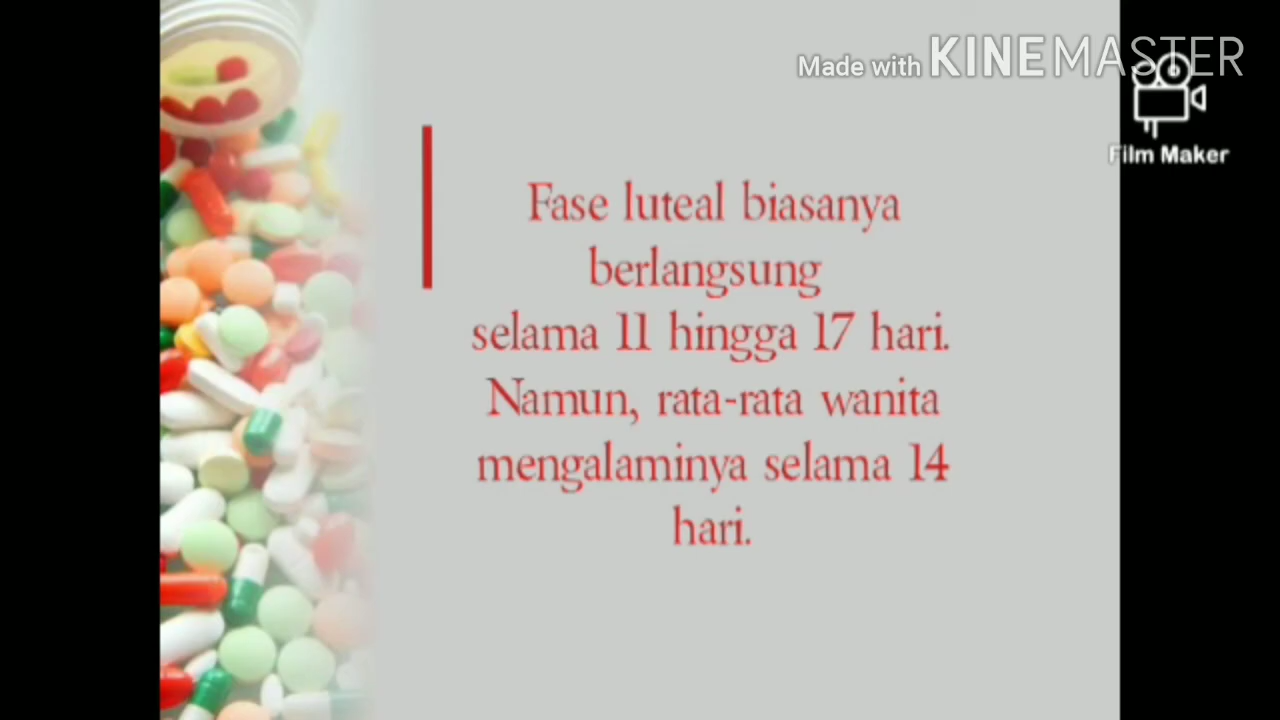 Made with KINEMASTER
Film Maker
Fase luteal biasanya
berlangsung
selama 11 hingga 17 hari.
Namun, rata-rata wanita
mengalaminya selama 14
hari.